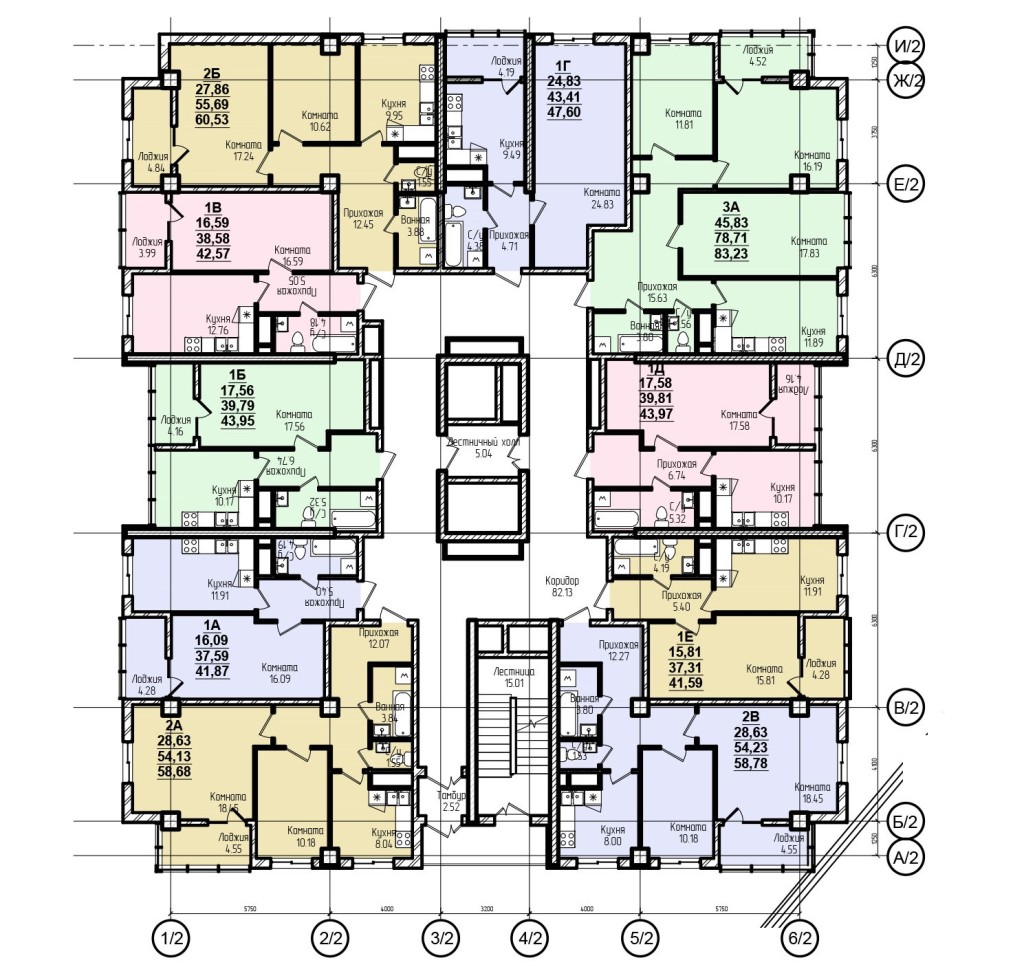 И/2
Ж/2
Е/2
Д/2
Г/2
В/2
Б/2
А/2
1250
3750
6300
6300
6300
4100
1250
2Б
27,86
55,69
60,53
Комната
17.24
Лоджия
4.84
Комната
10.62
Кухня
9.95
С/у
1.55
Ванная
3.88
Прихожая
12.45
Лоджия
4.19
Кухня
9.49
С/у
4.38
Прихожая
4.71
1Г
24,83
43,41
47,60
Комната
24.83
Лоджия
4.52
Комната
11.81
Комната
16.19
3А
45,83
78,71
83,23
Комната
17.83
Прихожая
15.63
Ванная
3.80
С/у
1.56
Кухня
11.89
1В
16,59
38,58
42,57
Лоджия
3.99
Комната
16.59
Прихожая
5.05
Кухня
12.76
С/у
4.18
1Б
17,56
39,79
43,95
Лоджия
4.16
Комната
17.56
Прихожая
6.74
Кухня
10.17
С/у
5.32
Лестничный холл
5.04
1Д
17,58
39,81
43,97
Лоджия
4.16
Комната
17.58
Прихожая
6.74
Кухня
10.17
С/у
5.32
Кухня
11.91
С/у
4.19
Прихожая
5.40
1А
16,09
37,59
41,87
Лоджия
4.28
Комната
16.09
Коридор
82.13
С/у
4.19
Кухня
11.91
Прихожая
5.40
1Е
15,81
37,31
41,59
Комната
15.81
Лоджия
4.28
Прихожая
12.07
Ванная
3.84
С/у
1.55
2А
28,63
54,13
58,68
Комната
18.45
Лоджия
4.55
Комната
10.18
Кухня
8.04
Тамбур
2.52
Лестница
15.01
Прихожая
12.27
Ванная
3.80
С/у
1.53
2В
28,63
54,23
58,78
Комната
18.45
Кухня
8.00
Комната
10.18
Лоджия
4.55
5750
4000
3200
4000
5750
1/2
2/2
3/2
4/2
5/2
6/2